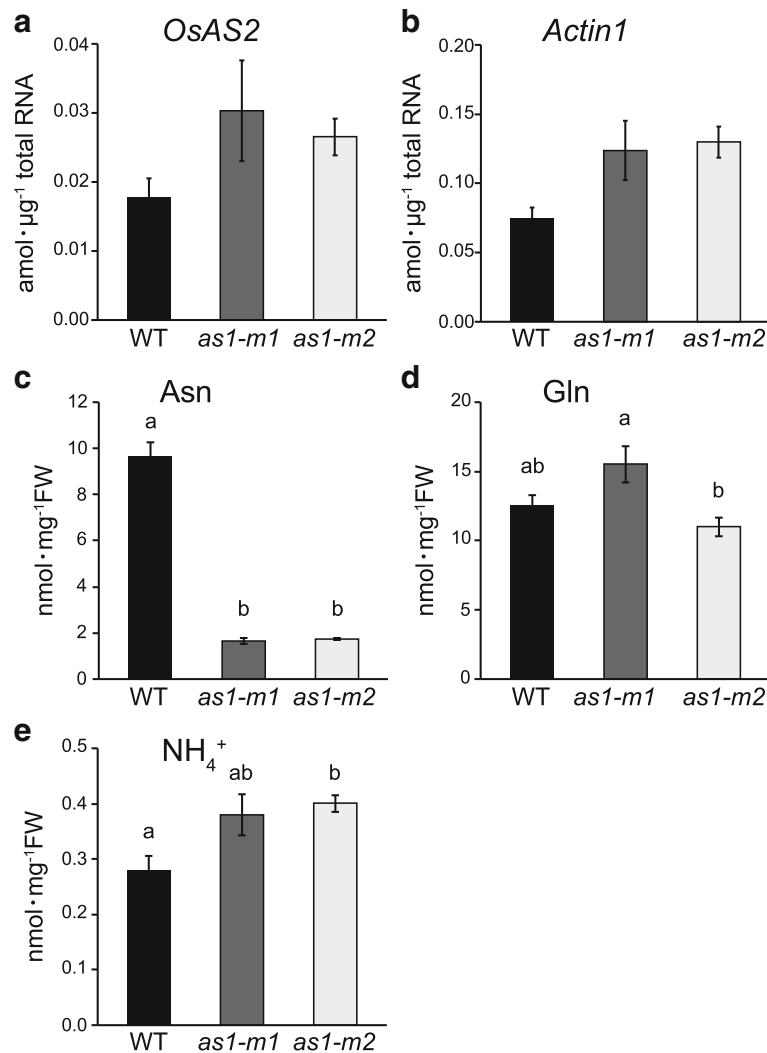 a
OsAS2
amol·µg⁻¹ total RNA
0.04
0.03
0.02
0.01
0.00
WT as1-m1 as1-m2
b
Actin1
amol·µg⁻¹ total RNA
0.20
0.15
0.10
0.05
0.00
WT as1-m1 as1-m2
c
Asn
nmol·mg⁻¹FW
12
10
8
6
4
2
0
a
b b
WT as1-m1 as1-m2
d
Gln
nmol·mg⁻¹FW
20
15
10
5
0
ab a b
WT as1-m1 as1-m2
e
NH₄⁺
nmol·mg⁻¹FW
0.5
0.4
0.3
0.2
0.1
0.0
a ab b
WT as1-m1 as1-m2